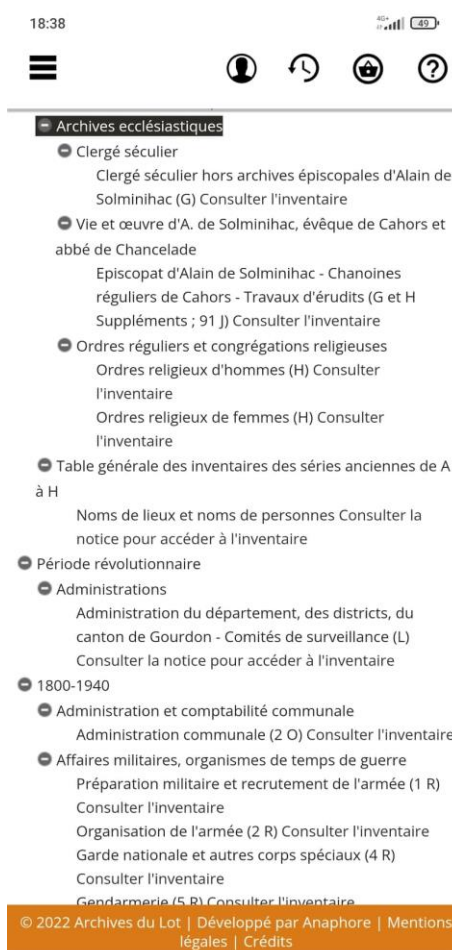 18:38
4G+
49
Archives ecclésiastiques
Clergé séculier
Clergé séculier hors archives épiscopales d'Alain de
Solminihac (G) Consulter l'inventaire
Vie et œuvre d'A. de Solminihac, évêque de Cahors et
abbé de Chancelade
Episcopat d'Alain de Solminihac - Chanoines
réguliers de Cahors - Travaux d'érudits (G et H
Suppléments ; 91 J) Consulter l'inventaire
Ordres réguliers et congrégations religieuses
Ordres religieux d'hommes (H) Consulter
l'inventaire
Ordres religieux de femmes (H) Consulter
l'inventaire
Table générale des inventaires des séries anciennes de A
à H
Noms de lieux et noms de personnes Consulter la
notice pour accéder à l'inventaire
Période révolutionnaire
Administrations
Administration du département, des districts, du
canton de Gourdon - Comités de surveillance (L)
Consulter la notice pour accéder à l'inventaire
1800-1940
Administration et comptabilité communale
Administration communale (2 O) Consulter l'inventaire
Affaires militaires, organismes de temps de guerre
Préparation militaire et recrutement de l'armée (1 R)
Consulter l'inventaire
Organisation de l'armée (2 R) Consulter l'inventaire
Garde nationale et autres corps spéciaux (4 R)
Consulter l'inventaire
Gendarmerie (5 R) Consulter l'inventaire
© 2022 Archives du Lot | Développé par Anaphore | Mentions
légales | Crédits